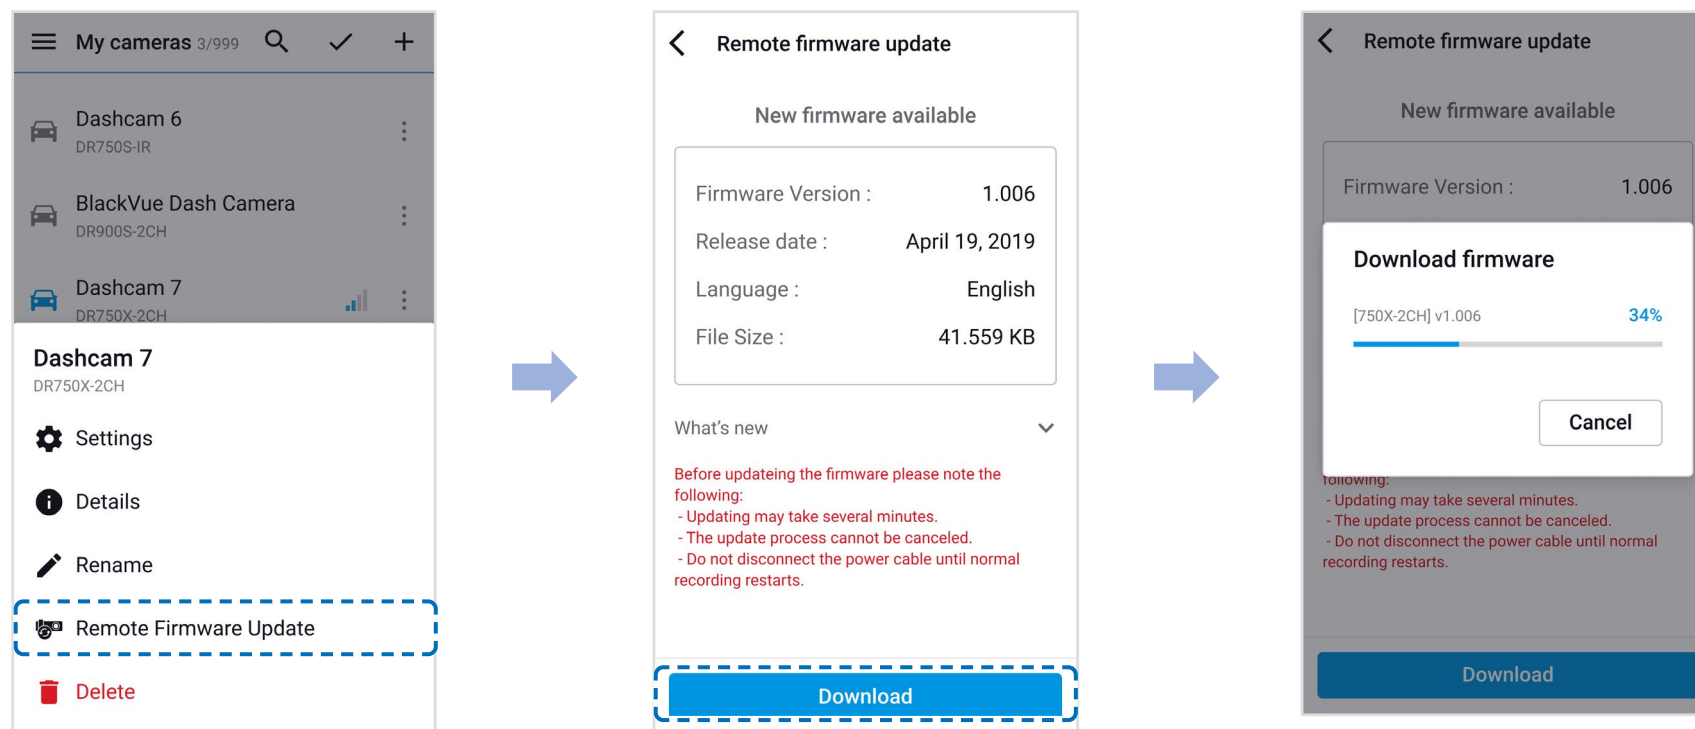 My cameras 3/999
Dashcam 6
DR750S-IR
BlackVue Dash Camera
DR900S-2CH
Dashcam 7
DR750X-2CH
Dashcam 7
DR750X-2CH
Settings
Details
Rename
Remote Firmware Update
Delete
Remote firmware update
New firmware available
Firmware Version : 1.006
Release date : April 19, 2019
Language : English
File Size : 41.559 KB
What's new
Before updateing the firmware please note the
following:
- Updating may take several minutes.
- The update process cannot be canceled.
- Do not disconnect the power cable until normal
recording restarts.
Download
Remote firmware update
New firmware available
Firmware Version : 1.006
Download firmware
[750X-2CH] v1.006 34%
Cancel
following:
- Updating may take several minutes.
- The update process cannot be canceled.
- Do not disconnect the power cable until normal
recording restarts.
Download